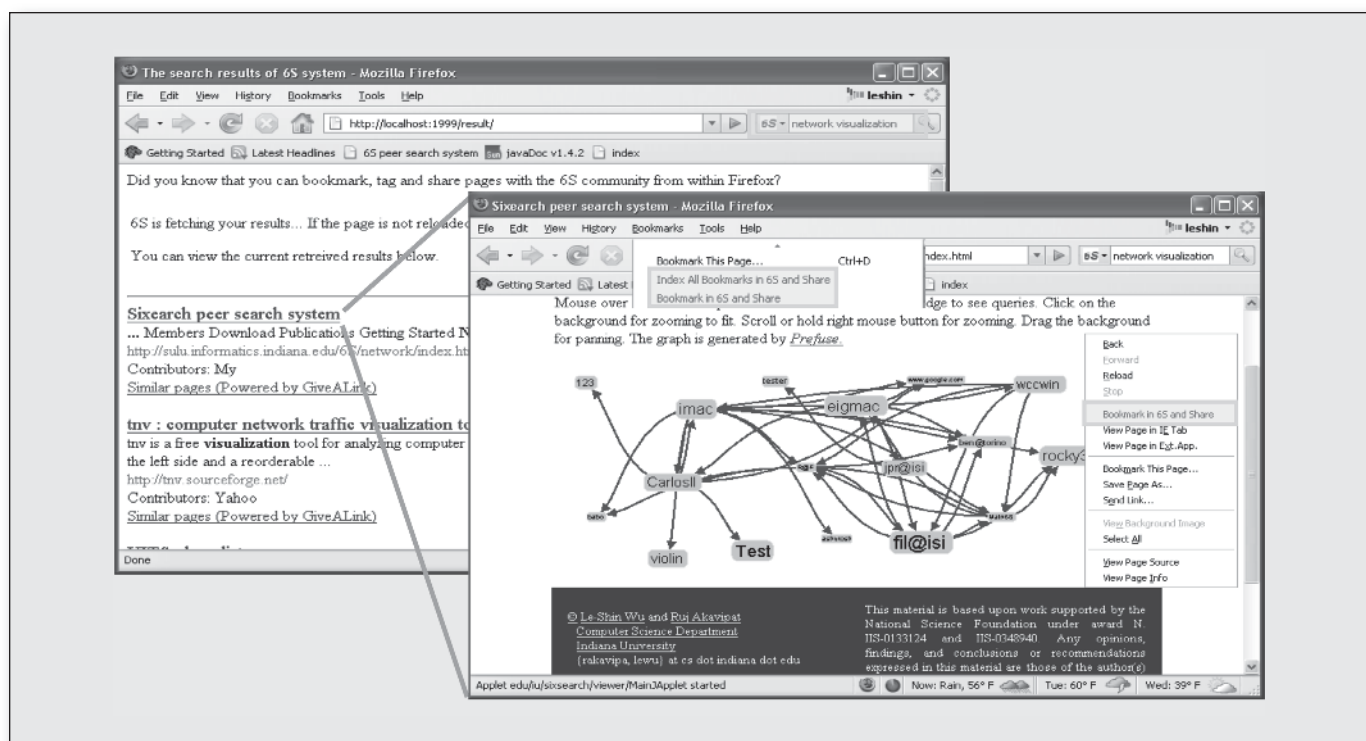 The search results of 6S system - Mozilla Firefox
File Edit View History Bookmarks Tools Help
leshin
http://localhost:1999/result/
6S network visualization
Getting Started Latest Headlines 6S peer search system javaDoc v1.4.2 index
Did you know that you can bookmark, tag and share pages with the 6S community from within Firefox?
6S is fetching your results... If the page is not reloaded
You can view the current retreived results below.
Sixearch peer search system
... Members Download Publications Getting Started N
http://sulu.informatics.indiana.edu/6S/network/index.ht
Contributors: My
Similar pages (Powered by GiveALink)
tnv : computer network traffic visualization to
tnv is a free visualization tool for analyzing computer
the left side and a reorderable ...
http://tnv.sourceforge.net/
Contributors: Yahoo
Similar pages (Powered by GiveALink)
Done
Sixearch peer search system - Mozilla Firefox
File Edit View History Bookmarks Tools Help
leshin
ndex.html
6S network visualization
Getting Started Latest
index
Bookmark This Page... Ctrl+D
Index All Bookmarks in 6S and Share
Bookmark in 6S and Share
Mouse over
dge to see queries. Click on the
background for zooming to fit. Scroll or hold right mouse button for zooming. Drag the background
for panning. The graph is generated by Prefuse.
123
tester
www.google.com
wccwin
imac
eigmac
ben@torino
rocky3
jpr@isi
CarlosII
fil@isi
violin
Test
Back
Forward
Reload
Stop
Bookmark in 6S and Share
View Page in IE Tab
View Page in Ext.App.
Bookmark This Page...
Save Page As...
Send Link...
View Background Image
Select All
View Page Source
View Page Info
© Le-Shin Wu and Ruj Akavipat
Computer Science Department
Indiana University
{rakavipa, lewu} at cs dot indiana dot edu
This material is based upon work supported by the
National Science Foundation under award N.
IIS-0133124 and IIS-0348940. Any opinions,
findings, and conclusions or recommendations
expressed in this material are those of the author(s)
Applet edu/iu/sixsearch/viewer/MainJApplet started
Now: Rain, 56° F Tue: 60° F Wed: 39° F